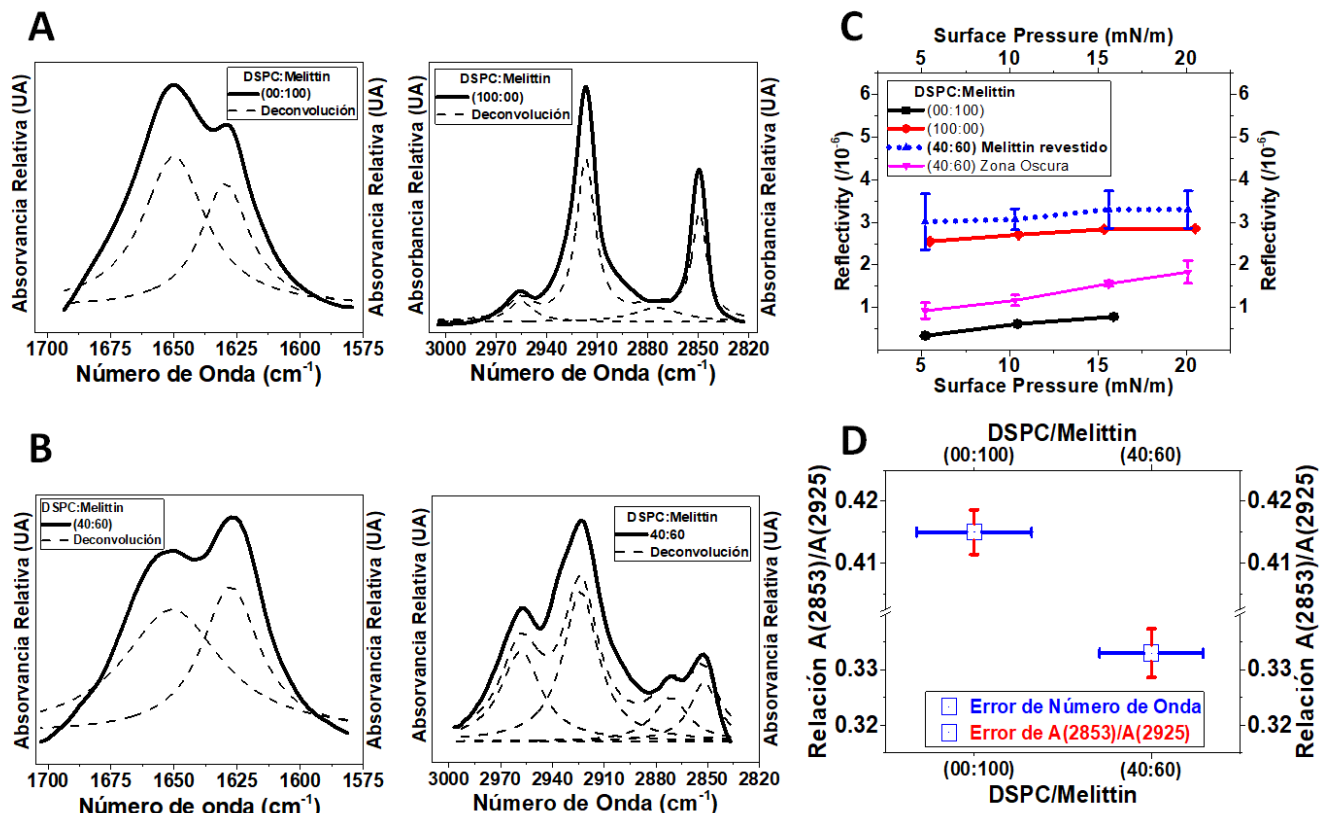 A
Absorvancia Relativa (UA)
DSPC:Melittin
(00:100)
Deconvolución
Absorvancia Relativa (UA)
1700 1675 1650 1625 1600 1575
Número de Onda (cm-1)
Absorbancia Relativa (UA)
DSPC:Melittin
(100:00)
Deconvolución
3000 2960 2940 2910 2880 2850 2820
Número de Onda (cm-1)
C
Surface Pressure (mN/m)
5 10 15 20
Reflectivity (/10-6)
6
5
4
3
2
1
DSPC:Melittin
(00:100)
(100:00)
(40:60) Melittin revestido
(40:60) Zona Oscura
6
5
4
3
2
1
Reflectivity (/10-6)
5 10 15 20
Surface Pressure (mN/m)
B
Absorvancia Relativa (UA)
DSPC:Melittin
(40:60)
Deconvolución
Absorvancia Relativa (UA)
1700 1675 1650 1625 1600 1575
Número de onda (cm-1)
Absorvancia Relativa (UA)
DSPC:Melittin
40:60
Deconvolución
3000 2960 2920 2910 2880 2850 2820
Número de Onda (cm-1)
D
DSPC/Melittin
(00:100) (40:60)
Relación A(2853)/A(2925)
0.42
0.41
0.33
0.32
Error de Número de Onda
Error de A(2853)/A(2925)
0.42
0.41
0.33
0.32
Relación A(2853)/A(2925)
(00:100) (40:60)
DSPC/Melittin